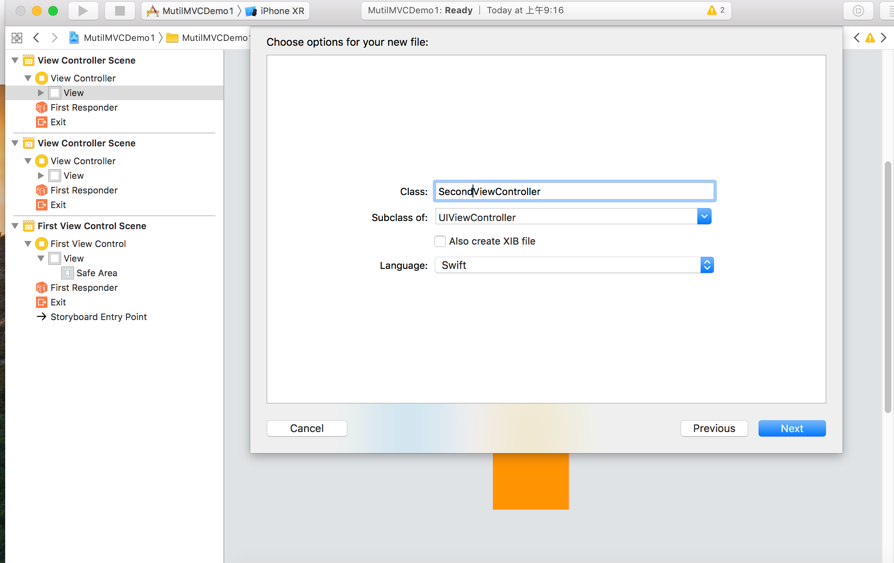 MutilMVCDemo1 〉 iPhone XR
MutilMVCDemo1: Ready | Today at 上午9:16
2
MutilMVCDemo1 〉 MutilMVCDemo
Choose options for your new file:
View Controller Scene
View Controller
View
First Responder
Exit
View Controller Scene
View Controller
View
First Responder
Exit
First View Control Scene
First View Control
View
Safe Area
First Responder
Exit
Storyboard Entry Point
Class: SecondViewController
Subclass of: UIViewController
Also create XIB file
Language: Swift
Cancel
Previous
Next